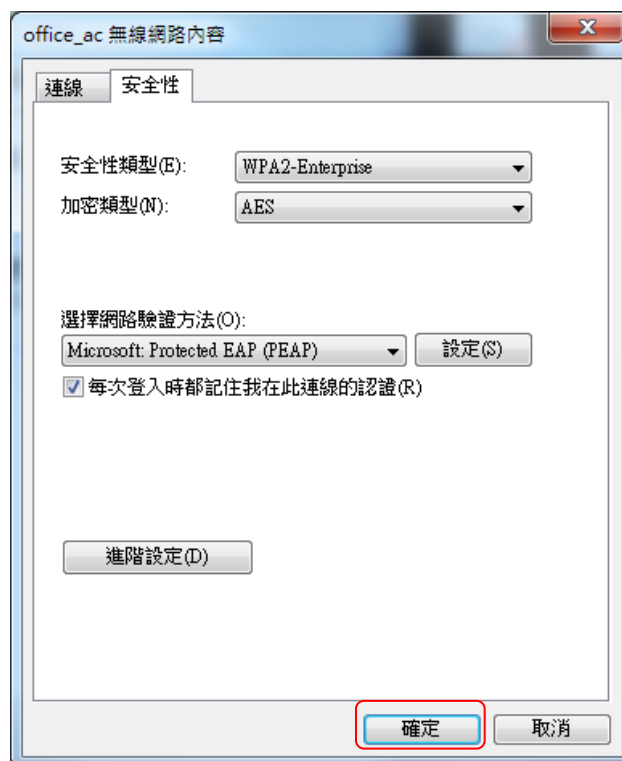 office_ac 無線網路內容
連線 安全性
安全性類型(E): WPA2-Enterprise
加密類型(N): AES
選擇網路驗證方法(O):
Microsoft: Protected EAP (PEAP) 設定(S)
每次登入時都記住我在此連線的認證(R)
進階設定(D)
確定 取消